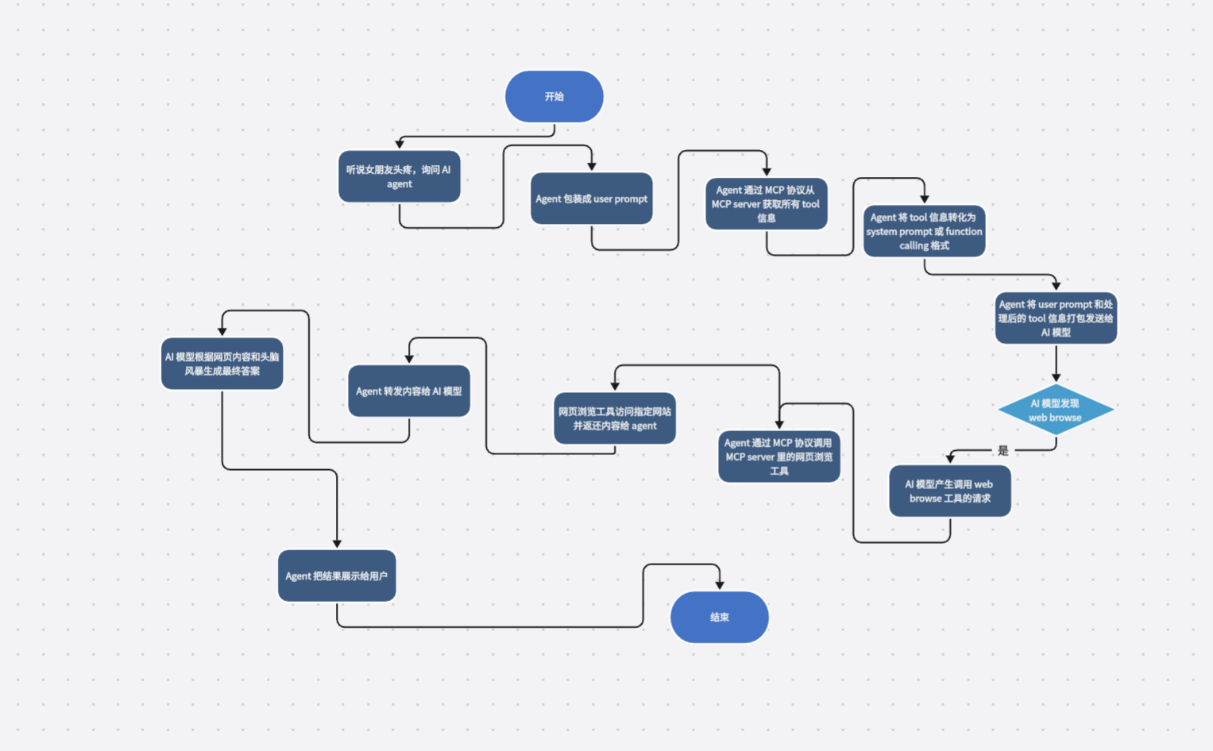 开始
听说女朋友头疼，询问 AI
agent
Agent 包装成 user prompt
Agent 通过 MCP 协议从
MCP server 获取所有 tool
信息
Agent 将 tool 信息转化为
system prompt 或 function
calling 格式
Agent 将 user prompt 和处
理后的 tool 信息打包发送给
AI 模型
AI 模型发现
web browse
是
AI 模型产生调用 web
browse 工具的请求
Agent 通过 MCP 协议调用
MCP server 里的网页浏览
工具
网页浏览工具访问指定网站
并返还内容给 agent
Agent 转发内容给 AI 模型
AI 模型根据网页内容和头脑
风暴生成最终答案
Agent 把结果展示给用户
结束